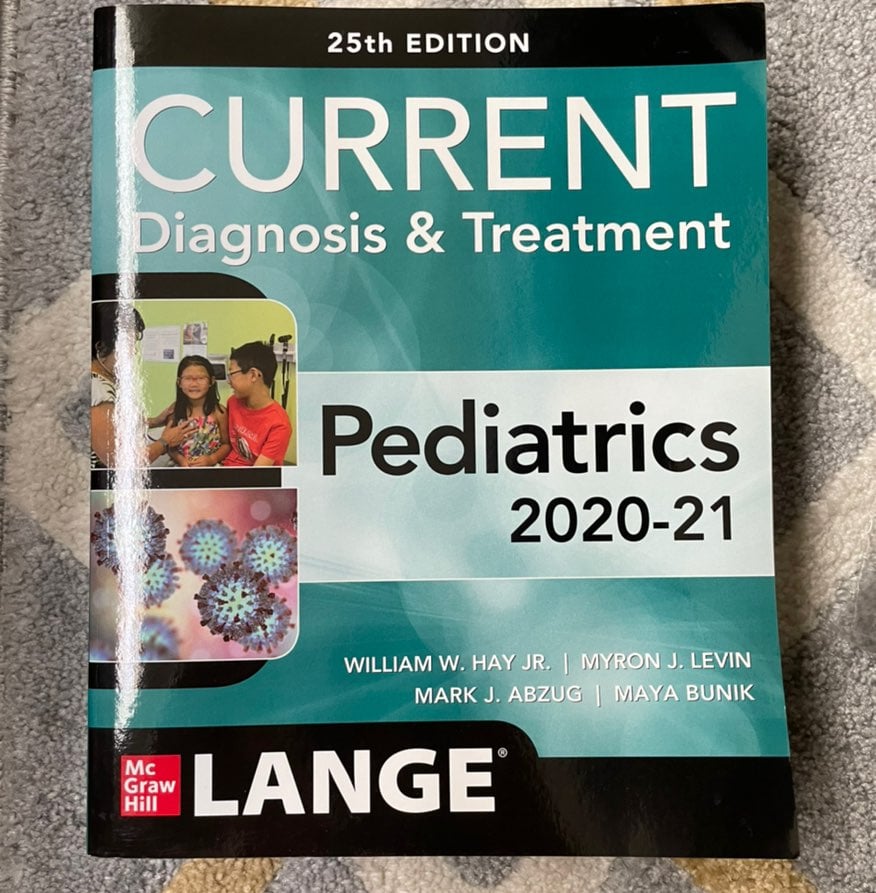 25th EDITION
CURRENT
Diagnosis & Treatment
Pediatrics
2020-21
WILLIAM W. HAY JR. | MYRON J. LEVIN
MARK J. ABZUG | MAYA BUNIK
Mc
Graw
Hill
LANGE®